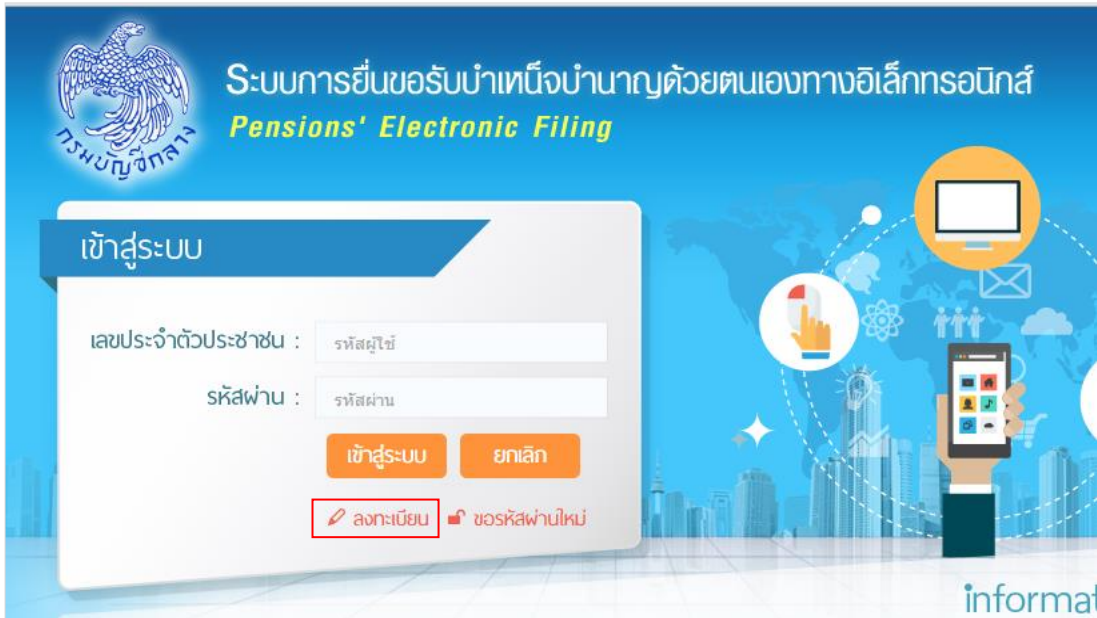 กรมบัญชีกลาง
ระบบการยื่นขอรับบำเหน็จบำนาญด้วยตนเองทางอิเล็กทรอนิกส์
Pensions' Electronic Filing
เข้าสู่ระบบ
เลขประจำตัวประชาชน : รหัสผู้ใช้
รหัสผ่าน : รหัสผ่าน
เข้าสู่ระบบ ยกเลิก
ลงทะเบียน ขอรหัสผ่านใหม่
informat